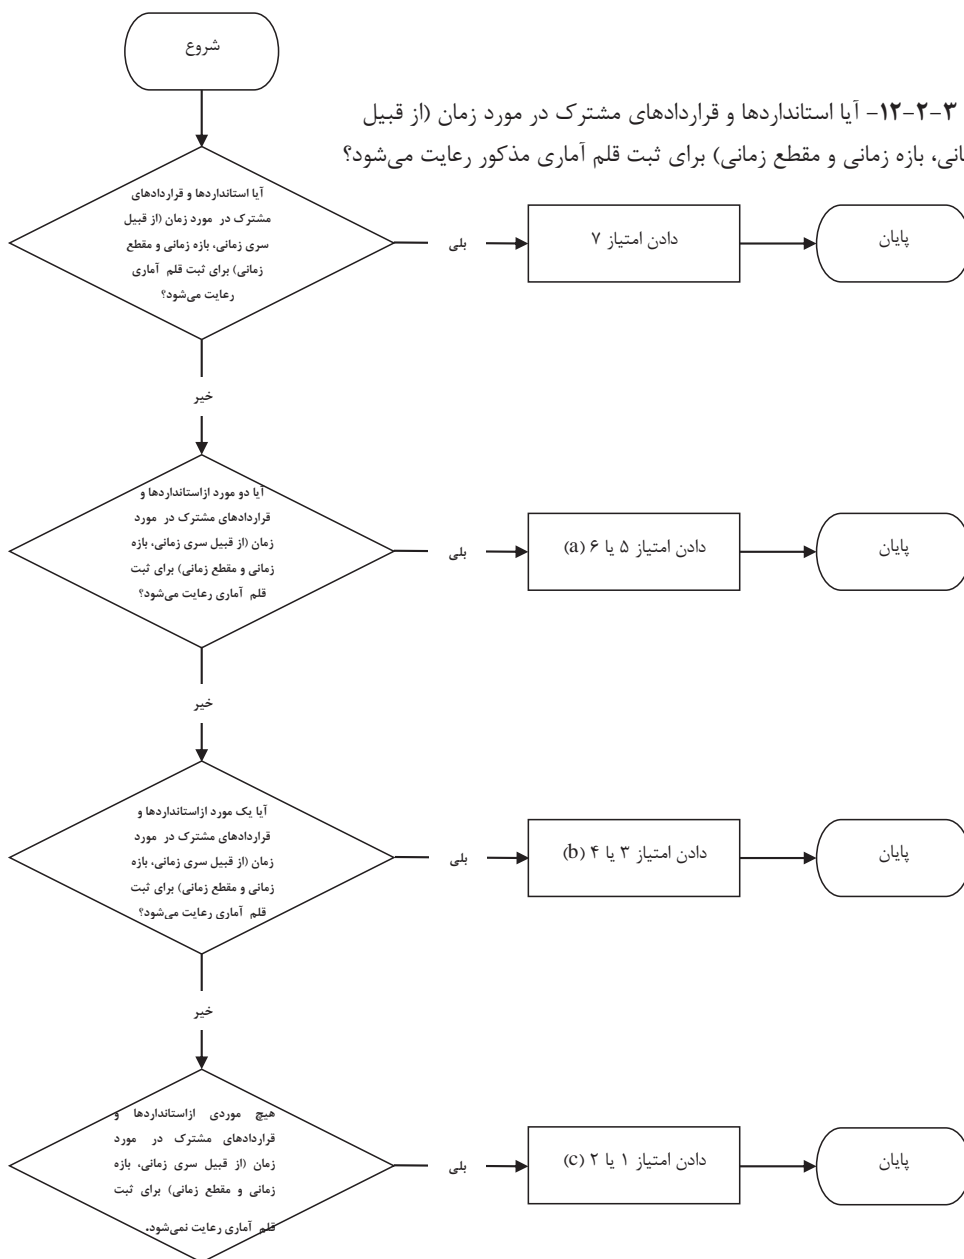 شروع
۳-۲-۱۲- آیا استانداردها و قراردادهای مشترک در مورد زمان (از قبیل
بازه زمانی و مقطع زمانی) برای ثبت قلم آماری مذکور رعایت می‌شود؟
آیا استانداردها و قراردادهای
مشترک در مورد زمان (از قبیل
سری زمانی، بازه زمانی و مقطع
زمانی) برای ثبت قلم آماری
رعایت می‌شود؟
بلی
دادن امتیاز ۷
پایان
خیر
آیا دو مورد ازاستانداردها و
قراردادهای مشترک در مورد
زمان (از قبیل سری زمانی، بازه
زمانی و مقطع زمانی) برای ثبت
قلم آماری رعایت می‌شود؟
بلی
دادن امتیاز ۵ یا ۶ (a)
پایان
خیر
آیا یک مورد ازاستانداردها و
قراردادهای مشترک در مورد
زمان (از قبیل سری زمانی، بازه
زمانی و مقطع زمانی) برای ثبت
قلم آماری رعایت می‌شود؟
بلی
دادن امتیاز ۳ یا ۴ (b)
پایان
خیر
هیچ موردی ازاستانداردها و
قراردادهای مشترک در مورد
زمان (از قبیل سری زمانی، بازه
زمانی و مقطع زمانی) برای ثبت
قلم آماری رعایت نمی‌شود.
بلی
دادن امتیاز ۱ یا ۲ (c)
پایان